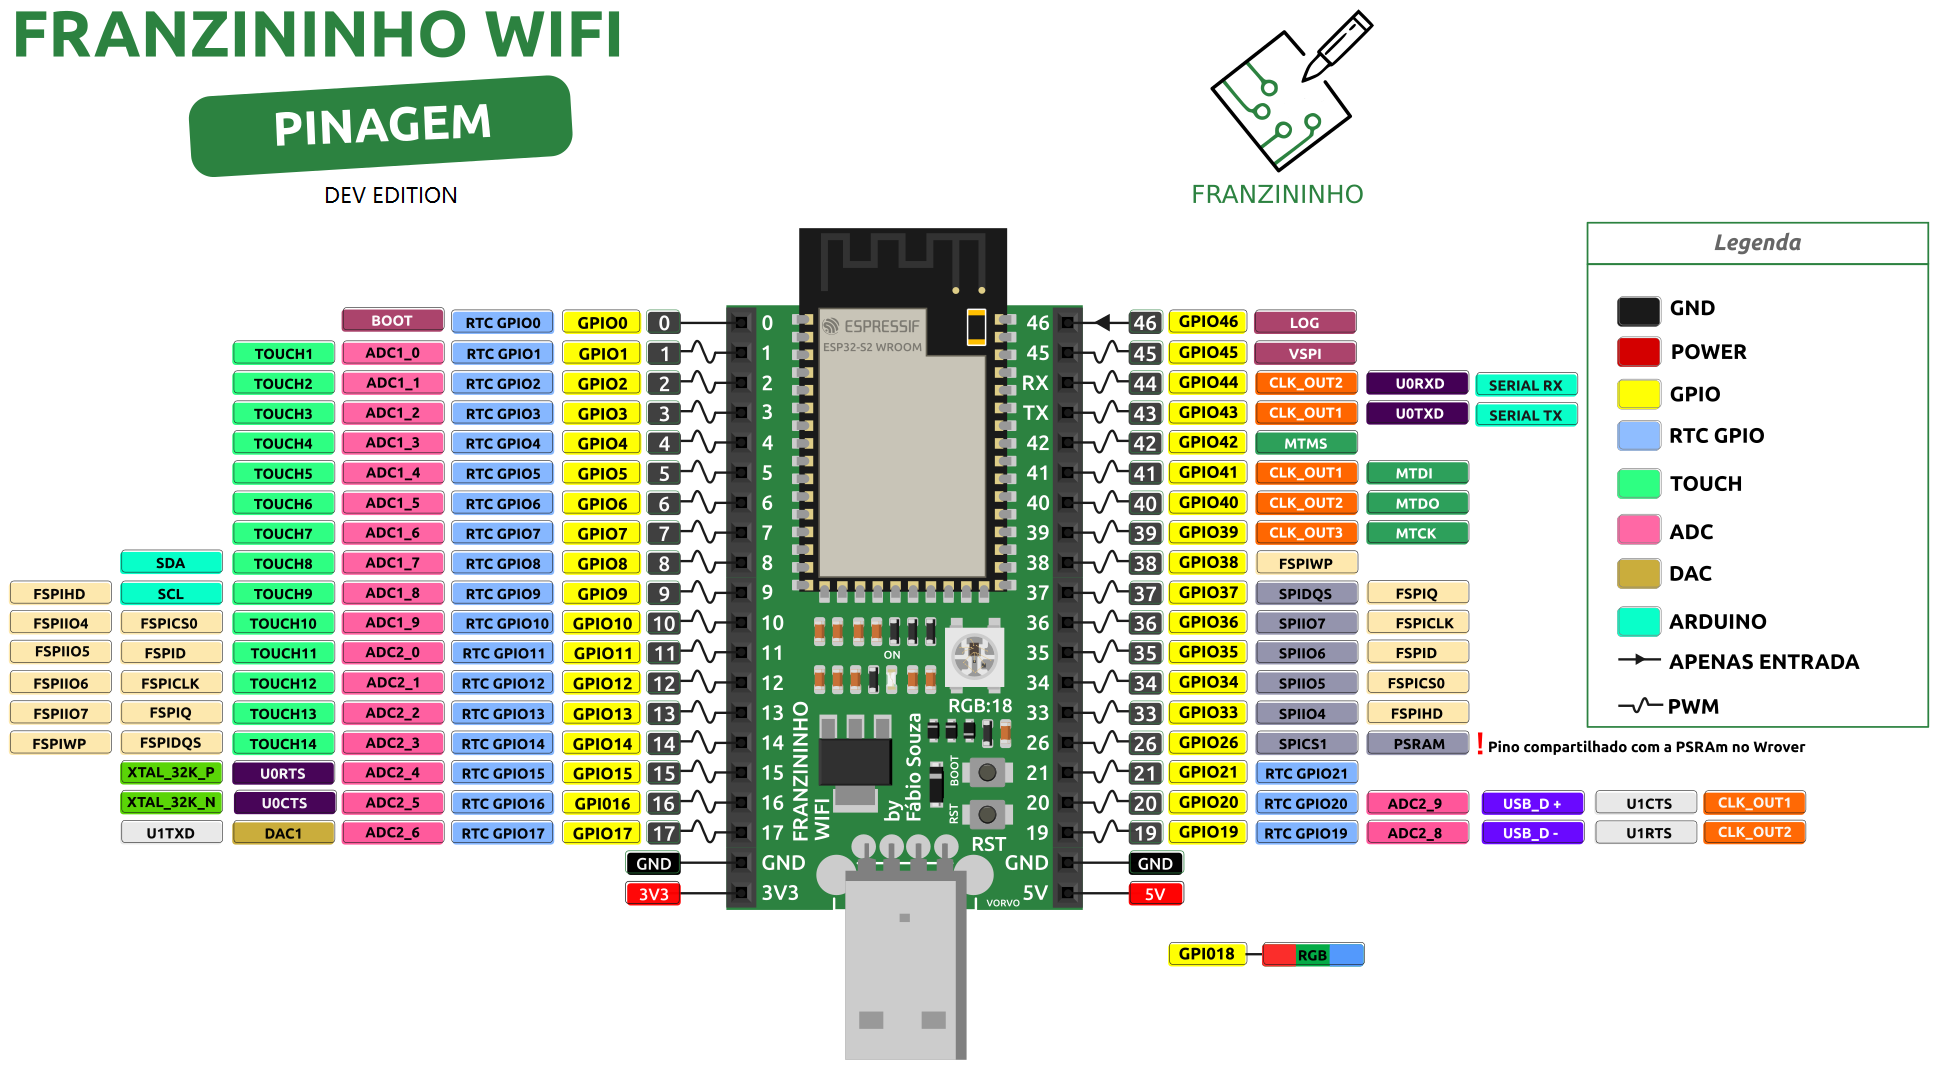 FRANZININHO WIFI
PINAGEM
DEV EDITION
FRANZININHO
Legenda
GND
POWER
GPIO
RTC GPIO
TOUCH
ADC
DAC
ARDUINO
APENAS ENTRADA
PWM
BOOT RTC GPIO0 GPIO0 0
TOUCH1 ADC1_0 RTC GPIO1 GPIO1 1
TOUCH2 ADC1_1 RTC GPIO2 GPIO2 2
TOUCH3 ADC1_2 RTC GPIO3 GPIO3 3
TOUCH4 ADC1_3 RTC GPIO4 GPIO4 4
TOUCH5 ADC1_4 RTC GPIO5 GPIO5 5
TOUCH6 ADC1_5 RTC GPIO6 GPIO6 6
TOUCH7 ADC1_6 RTC GPIO7 GPIO7 7
SDA TOUCH8 ADC1_7 RTC GPIO8 GPIO8 8
FSPIHD SCL TOUCH9 ADC1_8 RTC GPIO9 GPIO9 9
FSPIIO4 FSPICS0 TOUCH10 ADC1_9 RTC GPIO10 GPIO10 10
FSPIIO5 FSPID TOUCH11 ADC2_0 RTC GPIO11 GPIO11 11
FSPIIO6 FSPICLK TOUCH12 ADC2_1 RTC GPIO12 GPIO12 12
FSPIIO7 FSPIQ TOUCH13 ADC2_2 RTC GPIO13 GPIO13 13
FSPIWP FSPIDQS TOUCH14 ADC2_3 RTC GPIO14 GPIO14 14
XTAL_32K_P U0RTS ADC2_4 RTC GPIO15 GPIO15 15
XTAL_32K_N U0CTS ADC2_5 RTC GPIO16 GPI016 16
U1TXD DAC1 ADC2_6 RTC GPIO17 GPIO17 17
GND
3V3
0
1
2
3
4
5
6
7
8
9
10
11
12
13
14
15
16
17
GND
3V3
ESPRESSIF
ESP32-S2 WROOM
ON
RGB:18
FRANZININHO
WIFI
by
Fábio Souza
BOOT
RST
RST
VORVO
46
45
RX
TX
42
41
40
39
38
37
36
35
34
33
26
21
20
19
GND
5V
46 GPIO46 LOG
45 GPIO45 VSPI
44 GPIO44 CLK_OUT2 U0RXD SERIAL RX
43 GPIO43 CLK_OUT1 U0TXD SERIAL TX
42 GPIO42 MTMS
41 GPIO41 CLK_OUT1 MTDI
40 GPIO40 CLK_OUT2 MTDO
39 GPIO39 CLK_OUT3 MTCK
38 GPIO38 FSPIWP
37 GPIO37 SPIDQS FSPIQ
36 GPIO36 SPIIO7 FSPICLK
35 GPIO35 SPIIO6 FSPID
34 GPIO34 SPIIO5 FSPICS0
33 GPIO33 SPIIO4 FSPIHD
26 GPIO26 SPICS1 PSRAM ! Pino compartilhado com a PSRAm no Wrover
21 GPIO21 RTC GPIO21
20 GPIO20 RTC GPIO20 ADC2_9 USB_D + U1CTS CLK_OUT1
19 GPIO19 RTC GPIO19 ADC2_8 USB_D - U1RTS CLK_OUT2
GND
5V
GPI018 RGB